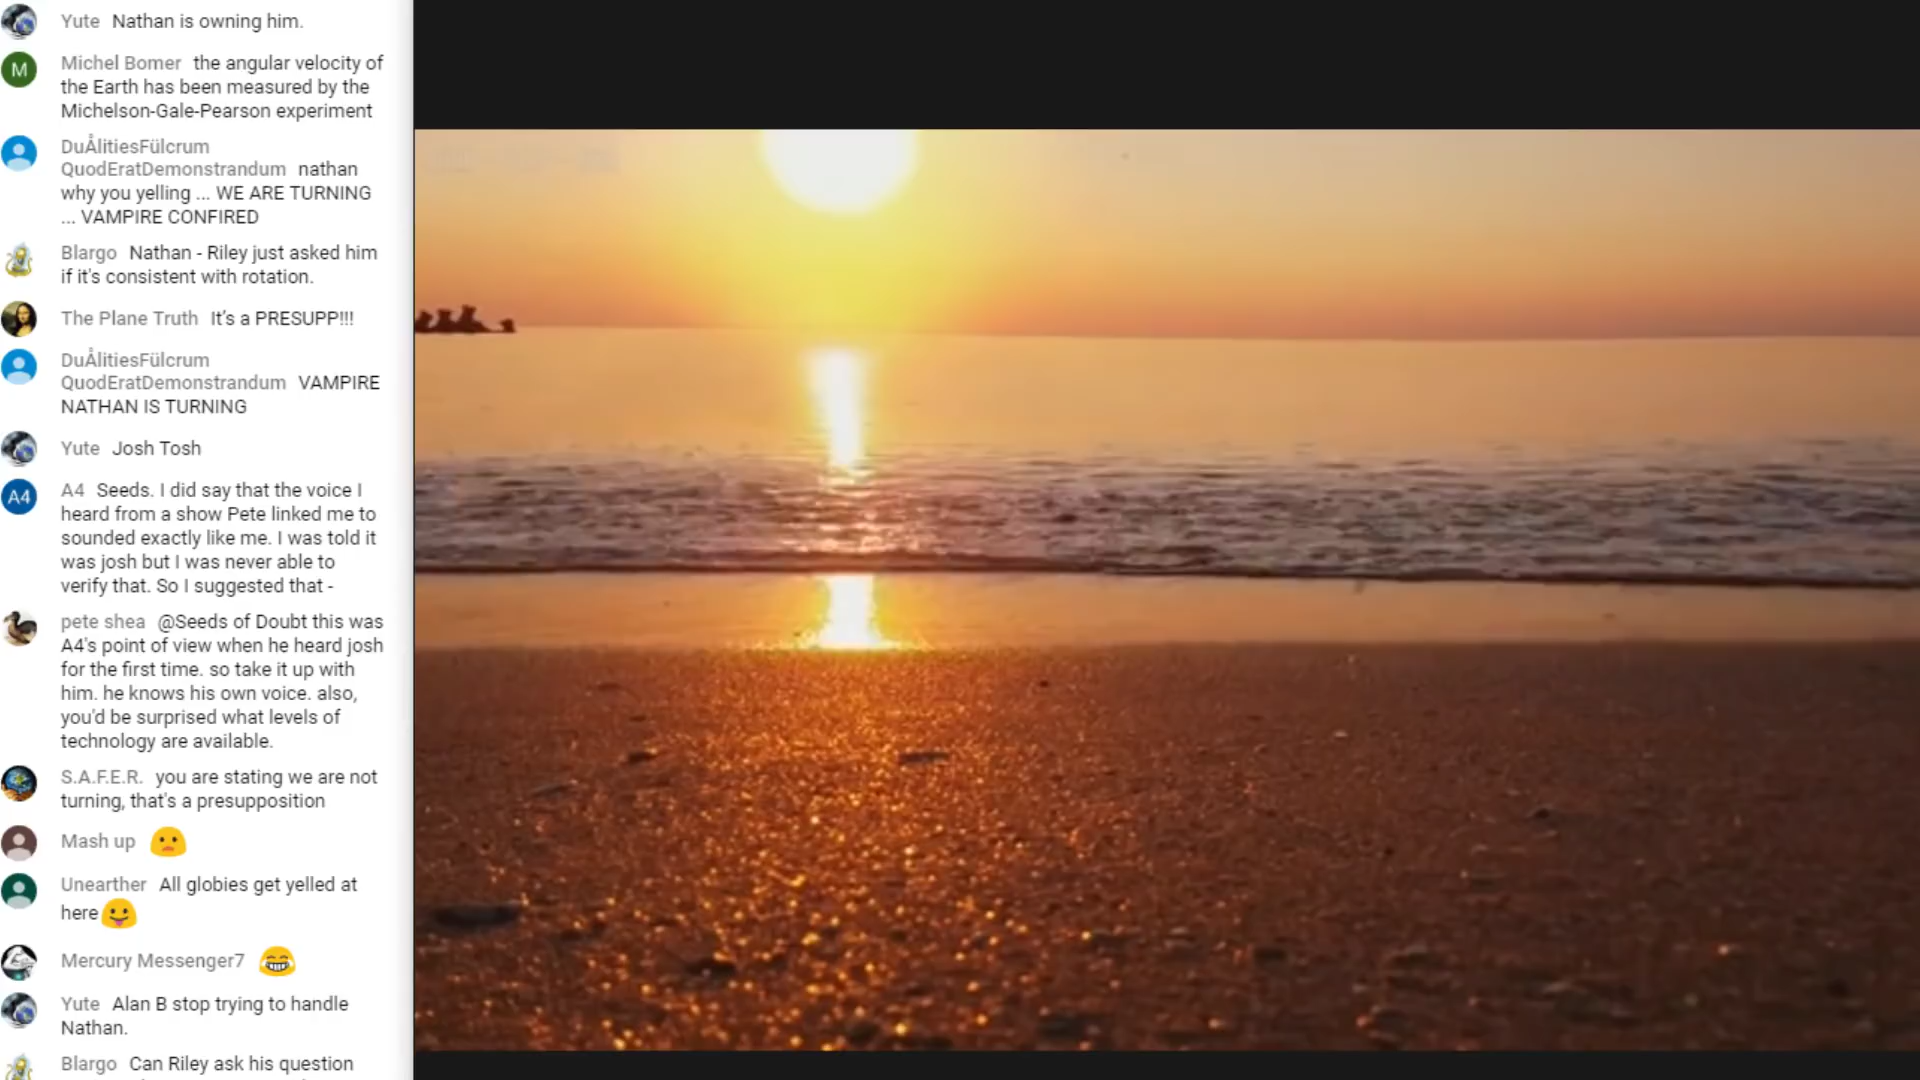 Yute Nathan is owning him.
M
Michel Bomer the angular velocity of
the Earth has been measured by the
Michelson-Gale-Pearson experiment
DuÅlitiesFülcrum
QuodEratDemonstrandum nathan
why you yelling ... WE ARE TURNING
... VAMPIRE CONFIRED
Blargo Nathan - Riley just asked him
if it's consistent with rotation.
The Plane Truth It's a PRESUPP!!!
DuÅlitiesFülcrum
QuodEratDemonstrandum VAMPIRE
NATHAN IS TURNING
Yute Josh Tosh
A4
A4 Seeds. I did say that the voice I
heard from a show Pete linked me to
sounded exactly like me. I was told it
was josh but I was never able to
verify that. So I suggested that -
pete shea @Seeds of Doubt this was
A4's point of view when he heard josh
for the first time. so take it up with
him. he knows his own voice. also,
you'd be surprised what levels of
technology are available.
S.A.F.E.R. you are stating we are not
turning, that's a presupposition
Mash up
Unearther All globies get yelled at
here
Mercury Messenger7
Yute Alan B stop trying to handle
Nathan.
Blargo Can Riley ask his question